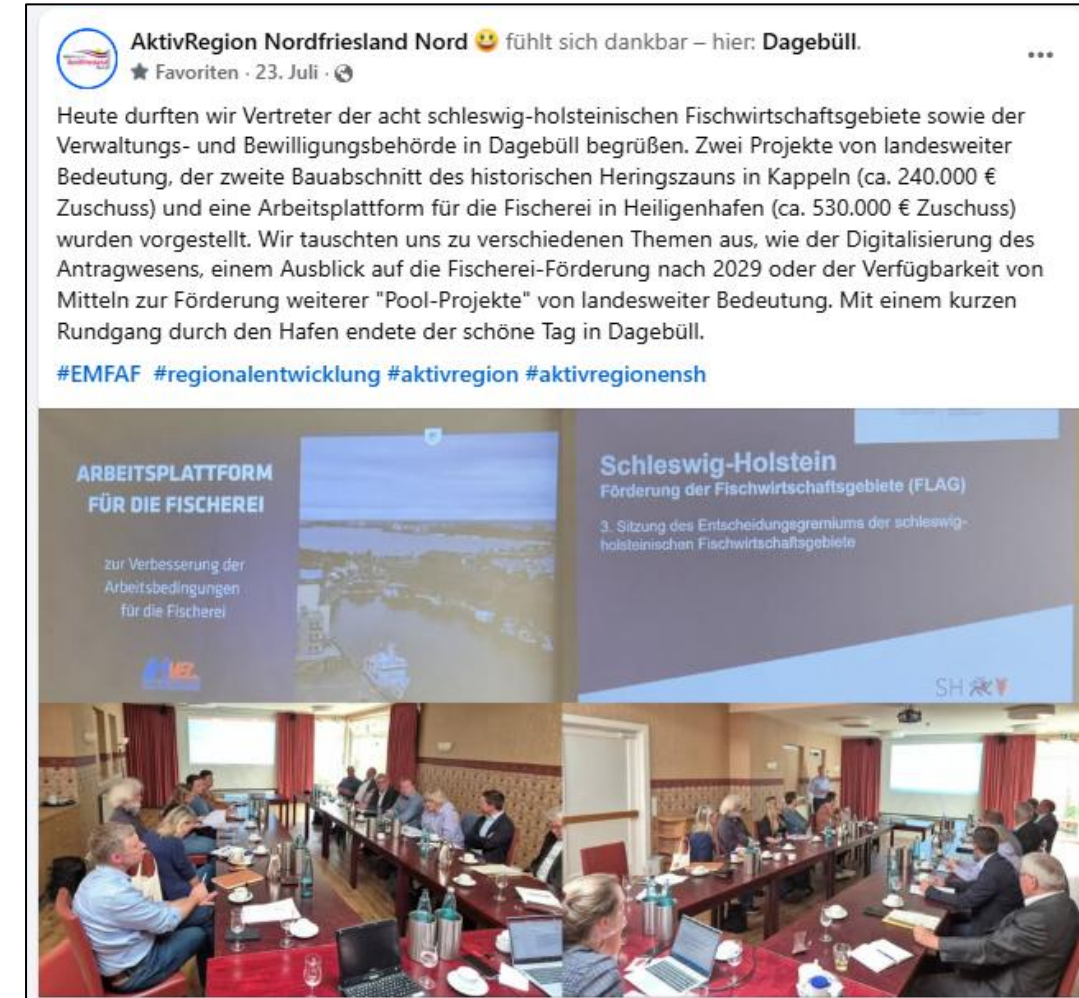 AktivRegion Nordfriesland Nord 😃 fühlt sich dankbar – hier: Dagebüll.
Favoriten · 23. Juli ·
Heute durften wir Vertreter der acht schleswig-holsteinischen Fischwirtschaftsgebiete sowie der
Verwaltungs- und Bewilligungsbehörde in Dagebüll begrüßen. Zwei Projekte von landesweiter
Bedeutung, der zweite Bauabschnitt des historischen Heringszauns in Kappeln (ca. 240.000 €
Zuschuss) und eine Arbeitsplattform für die Fischerei in Heiligenhafen (ca. 530.000 € Zuschuss)
wurden vorgestellt. Wir tauschten uns zu verschiedenen Themen aus, wie der Digitalisierung des
Antragwesens, einem Ausblick auf die Fischerei-Förderung nach 2029 oder der Verfügbarkeit von
Mitteln zur Förderung weiterer "Pool-Projekte" von landesweiter Bedeutung. Mit einem kurzen
Rundgang durch den Hafen endete der schöne Tag in Dagebüll.
#EMFAF #regionalentwicklung #aktivregion #aktivregionensh
ARBEITSPLATTFORM
FÜR DIE FISCHEREI
zur Verbesserung der
Arbeitsbedingungen
für die Fischerei
Schleswig-Holstein
Förderung der Fischwirtschaftsgebiete (FLAG)
3. Sitzung des Entscheidungsgremiums der schleswig-
holsteinischen Fischwirtschaftsgebiete
SH